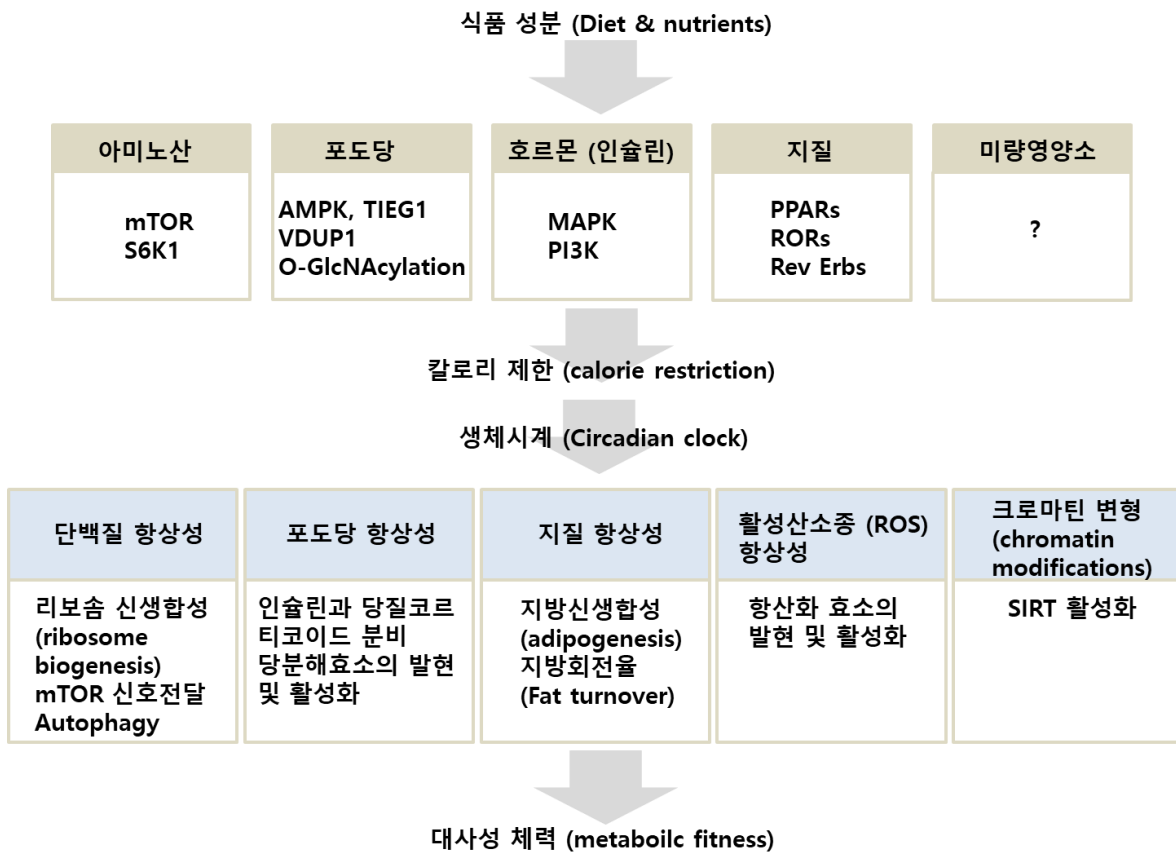 식품 성분 (Diet & nutrients)
아미노산
mTOR
S6K1
포도당
AMPK, TIEG1
VDUP1
O-GlcNAcylation
호르몬 (인슐린)
MAPK
PI3K
지질
PPARs
RORs
Rev Erbs
미량영양소
?
칼로리 제한 (calorie restriction)
생체시계 (Circadian clock)
단백질 항상성
리보솜 신생합성
(ribosome
biogenesis)
mTOR 신호전달
Autophagy
포도당 항상성
인슐린과 당질코르
티코이드 분비
당분해효소의 발현
및 활성화
지질 항상성
지방신생합성
(adipogenesis)
지방회전율
(Fat turnover)
활성산소종 (ROS)
항상성
항산화 효소의
발현 및 활성화
크로마틴 변형
(chromatin
modifications)
SIRT 활성화
대사성 체력 (metaboilc fitness)